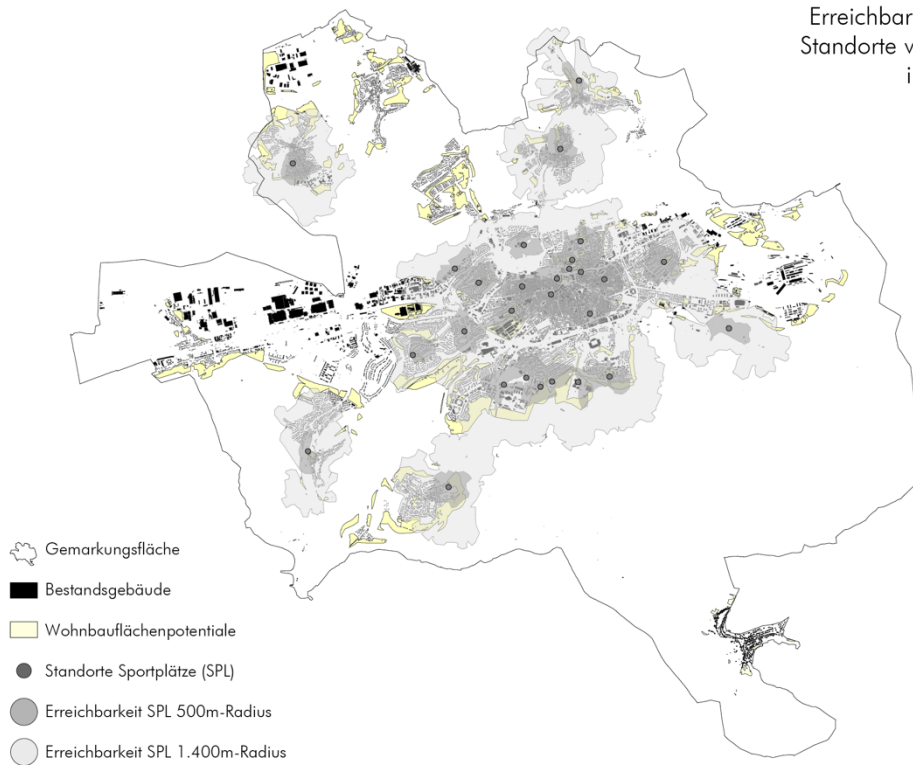 Erreichbar
Standorte v
i
Gemarkungsfläche
Bestandsgebäude
Wohnbauflächenpotentiale
Standorte Sportplätze (SPL)
Erreichbarkeit SPL 500m-Radius
Erreichbarkeit SPL 1.400m-Radius